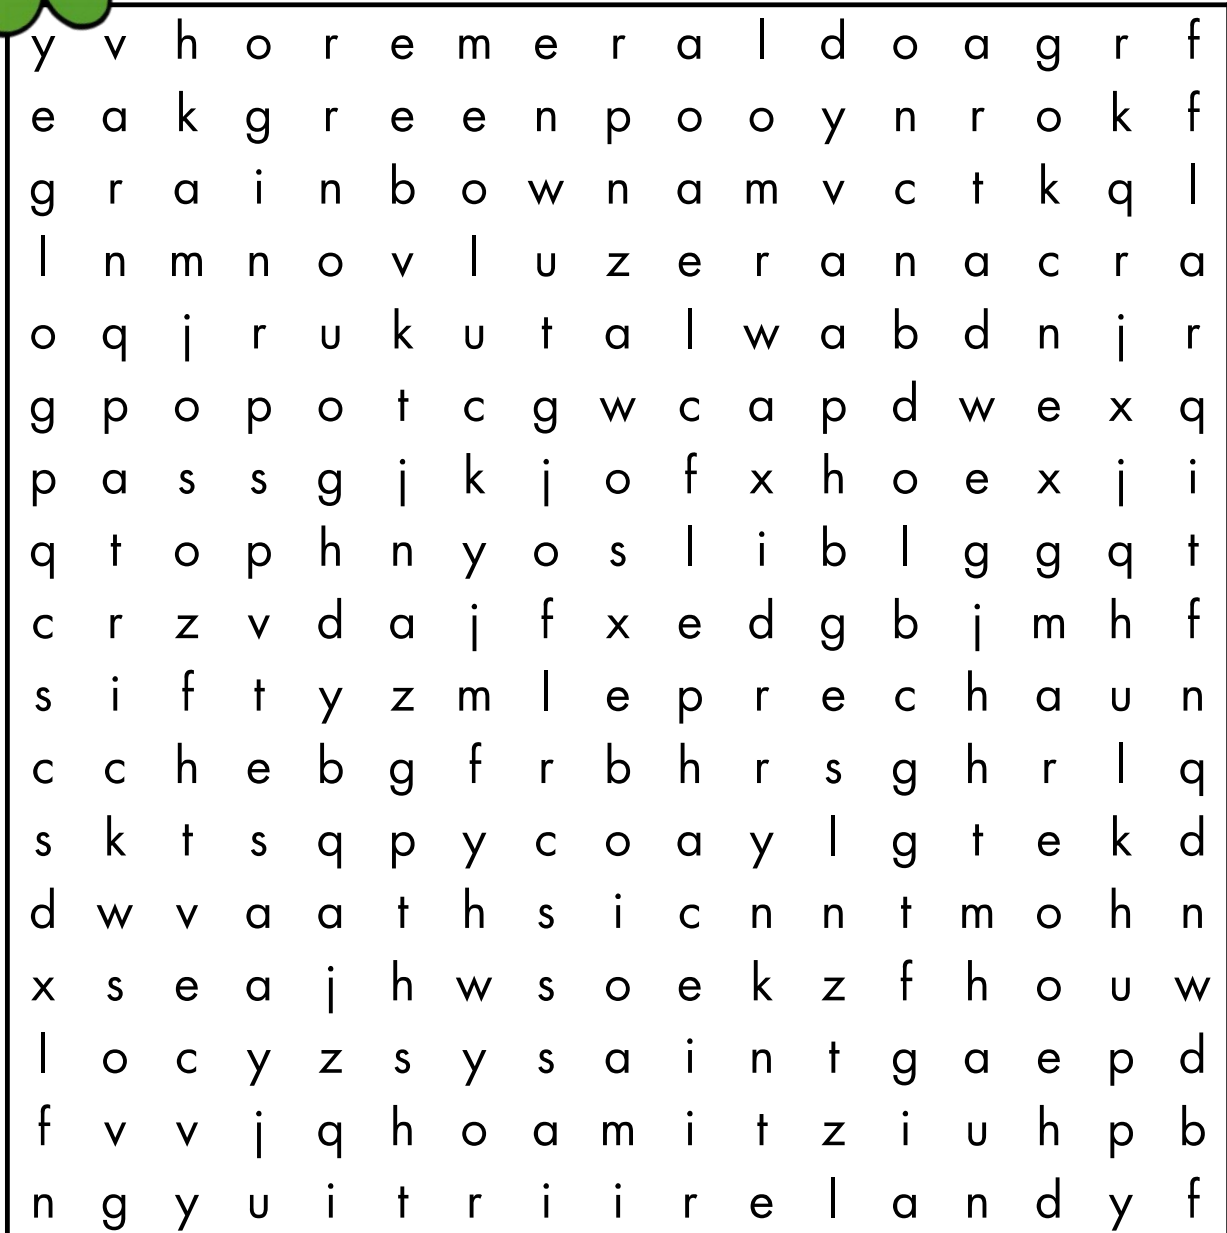 y v h o r e m e r a l d o a g r f
e a k g r e e n p o o y n r o k f
g r a i n b o w n a m v c t k q l
l n m n o v l u z e r a n a c r a
o q j r u k u t a l w a b d n j r
g p o p o t c g w c a p d w e x q
p a s s g j k j o f x h o e x j i
q t o p h n y o s l i b l g g q t
c r z v d a j f x e d g b j m h f
s i f t y z m l e p r e c h a u n
c c h e b g f r b h r s g h r l q
s k t s q p y c o a y l g t e k d
d w v a a t h s i c n n t m o h n
x s e a j h w s o e k z f h o u w
l o c y z s y s a i n t g a e p d
f v v j q h o a m i t z i u h p b
n g y u i t r i i r e l a n d y f